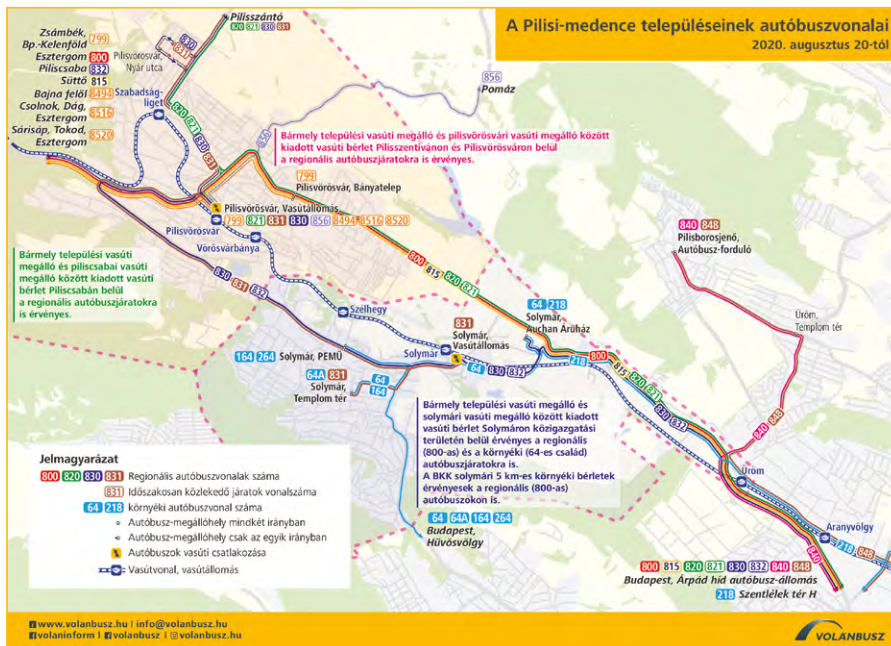 A Pilisi-medence településeinek autóbuszvonalai
2020. augusztus 20-tól
Zsámbék,
Bp.-Kelenföld 799
Esztergom 800
Piliscsaba 832
Süttő 815
Bajna felől 8494
Csolnok, Dág,
Esztergom 8516
Sárisáp, Tokod,
Esztergom 8520
Pilisszántó
820 821 830 831
830
831
Pilisvörösvár,
Nyár utca
Szabadság-
liget
820 821 830 831
856
856
Pomáz
Bármely települési vasúti megálló és pilisvörösvári vasúti megálló között
kiadott vasúti bérlet Pilisszentivánon és Pilisvörösváron belül
a regionális autóbuszjáratokra is érvényes.
799
Pilisvörösvár, Bányatelep
Pilisvörösvár, Vasútállomás
799 821 831 830 856 8494 8516 8520
Pilisvörösvár
Vörösvárbánya
Bármely települési vasúti
megálló és piliscsabai vasúti
megálló között kiadott vasúti
bérlet Piliscsabán belül
a regionális autóbuszjáratokra
is érvényes.
800 815 820 821
830 831 832
840 848
Pilisborosjenő,
Autóbusz-forduló
Szélhegy
64 218
Solymár,
Auchan Áruház
831
Solymár,
Vasútállomás
Solymár
Üröm,
Templom tér
164 264 Solymár, PEMÜ
64A 831
Solymár,
Templom tér
64
164
64 830 832
218 800 815 820 821
830 832
840 848
Bármely települési vasúti megálló és
solymári vasúti megálló között kiadott
vasúti bérlet Solymáron közigazgatási
területén belül érvényes a regionális
(800-as) és a környéki (64-es család)
autóbuszjáratokra is.
A BKK solymári 5 km-es környéki bérletek
érvényesek a regionális (800-as)
autóbuszokon is.
Jelmagyarázat
800 820 830 831 Regionális autóbuszvonalak száma
831 Időszakosan közlekedő járatok vonalszáma
64 218 környéki autóbuszvonal száma
Autóbusz-megállóhely mindkét irányban
Autóbusz-megállóhely csak az egyik irányban
Autóbuszok vasúti csatlakozása
Vasútvonal, vasútállomás
64 64A 164 264
Budapest,
Hűvösvölgy
Üröm
Aranyvölgy
218 848
840
800 815 820 821 830 832 840 848
Budapest, Árpád híd autóbusz-állomás
218 Szentlélek tér H
www.volanbusz.hu I info@volanbusz.hu
volaninform I volanbusz I volanbusz.hu
VOLANBUSZ